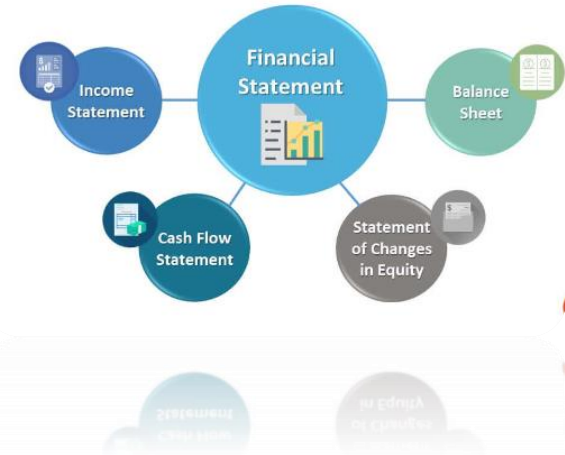 Financial
Statement
Income
Statement
Balance
Sheet
Cash Flow
Statement
Statement
of Changes
in Equity